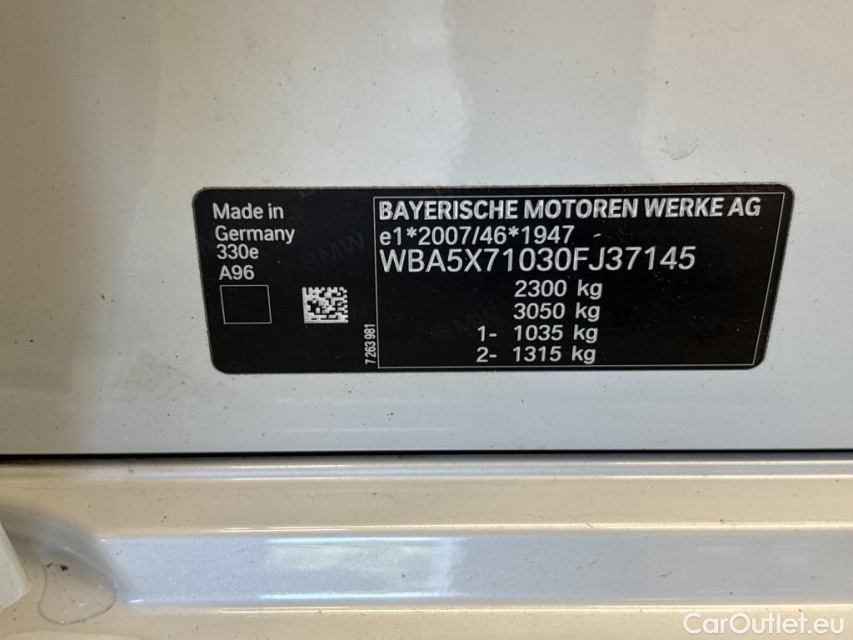 Made in
Germany
330e
A96
7 263 981
BAYERISCHE MOTOREN WERKE AG
e1*2007/46*1947
WBA5X71030FJ37145
2300 kg
3050 kg
1- 1035 kg
2- 1315 kg
CarOutlet.eu